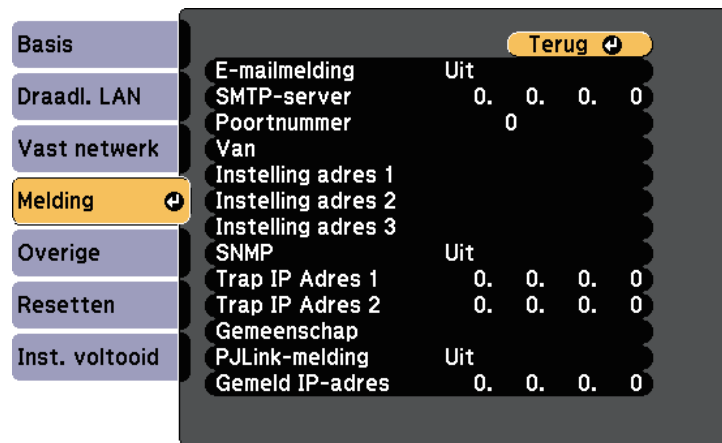 Basis
Draadl. LAN
Vast netwerk
Melding
Overige
Resetten
Inst. voltooid
Terug
E-mailmelding Uit
SMTP-server 0. 0. 0. 0
Poortnummer 0
Van
Instelling adres 1
Instelling adres 2
Instelling adres 3
SNMP Uit
Trap IP Adres 1 0. 0. 0. 0
Trap IP Adres 2 0. 0. 0. 0
Gemeenschap
PJLink-melding Uit
Gemeld IP-adres 0. 0. 0. 0